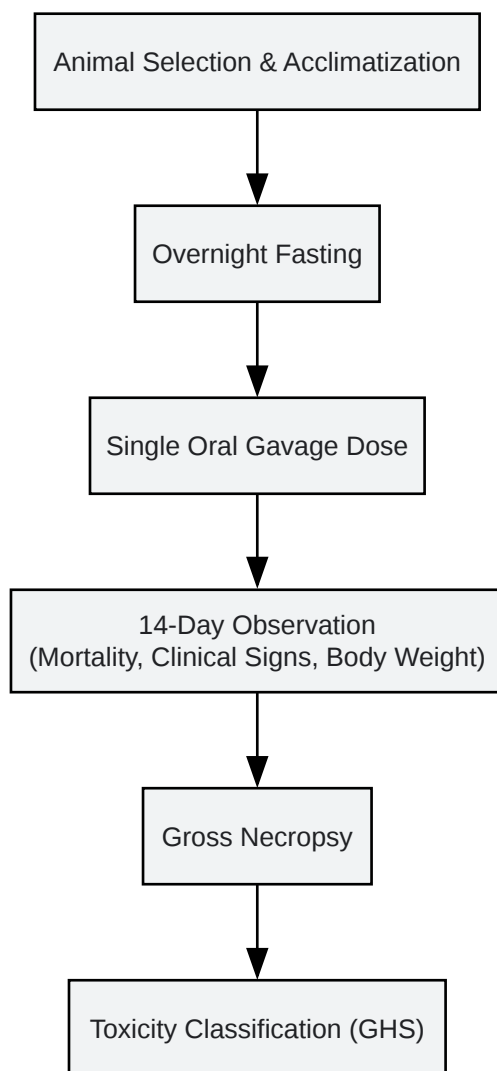 Animal Selection & Acclimatization
Overnight Fasting
Single Oral Gavage Dose
14-Day Observation
(Mortality, Clinical Signs, Body Weight)
Gross Necropsy
Toxicity Classification (GHS)